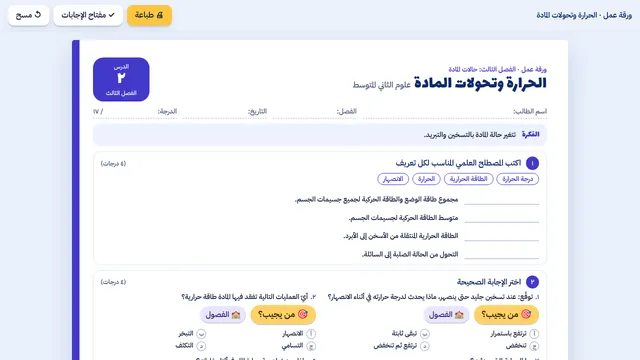 ورقة عمل · الحرارة وتحولات المادة
✓ مفتاح الإجابات
طباعة
مسح
ورقة عمل · الفصل الثالث: حالات المادة
الحرارة وتحولات المادة علوم الثاني المتوسط
الدرس
٢
الفصل الثالث
اسم الطالب:
الفصل:
التاريخ:
الدرجة:
/ ١٧
الفكرة تتغير حالة المادة بالتسخين والتبريد.
١ اكتب المصطلح العلمي المناسب لكل تعريف (٤ درجات)
درجة الحرارة الطاقة الحرارية الحرارة الانصهار
مجموع طاقة الوضع والطاقة الحركية لجميع جسيمات الجسم.
متوسط الطاقة الحركية لجسيمات الجسم.
الطاقة الحرارية المنتقلة من الأسخن إلى الأبرد.
التحول من الحالة الصلبة إلى السائلة.
٢ اختر الإجابة الصحيحة (٤ درجات)
١. توقّع: عند تسخين جليد حتى ينصهر، ماذا يحدث لدرجة حرارته في أثناء الانصهار؟
من يجيب؟ الفصول
أ ترتفع باستمرار ب تبقى ثابتة
ج تنخفض د ترتفع ثم تنخفض
٢. أيّ العمليات التالية تفقد فيها المادة طاقة حرارية؟
من يجيب؟ الفصول
أ الانصهار ب التبخر
ج التسامي د التكثف